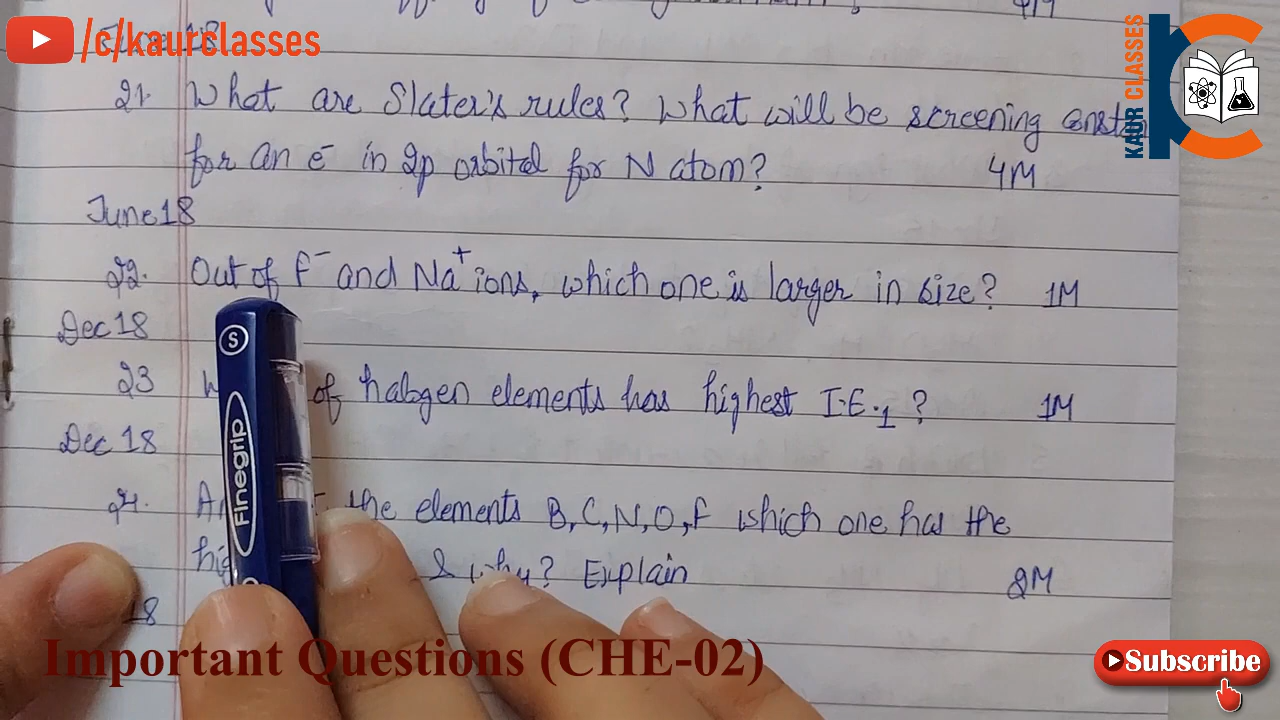 /c/kaurclasses
KAUR CLASSES
21. What are Slater's rules? What will be screening
for an e⁻ in 2p orbital for N atom? 4M
June 18
22. Out of F⁻ and Na⁺ ions, which one is larger in size? 1M
Dec 18
23 of halogen elements has highest I.E.₁ ? 1M
Dec 18
24. the elements B, C, N, O, F which one has the
& why? Explain 2M
18
S
Finegrip
Important Questions (CHE-02)
Subscribe